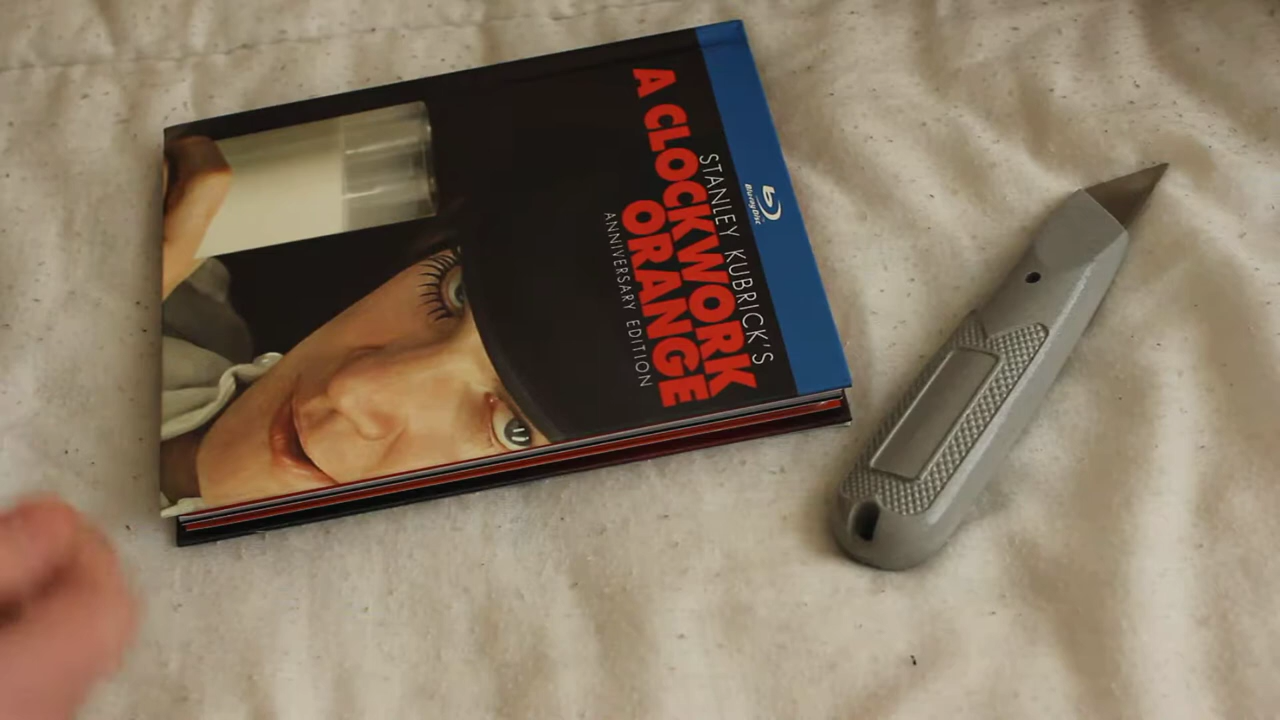 Blu-ray Disc
STANLEY KUBRICK'S
A CLOCKWORK
ORANGE
ANNIVERSARY EDITION